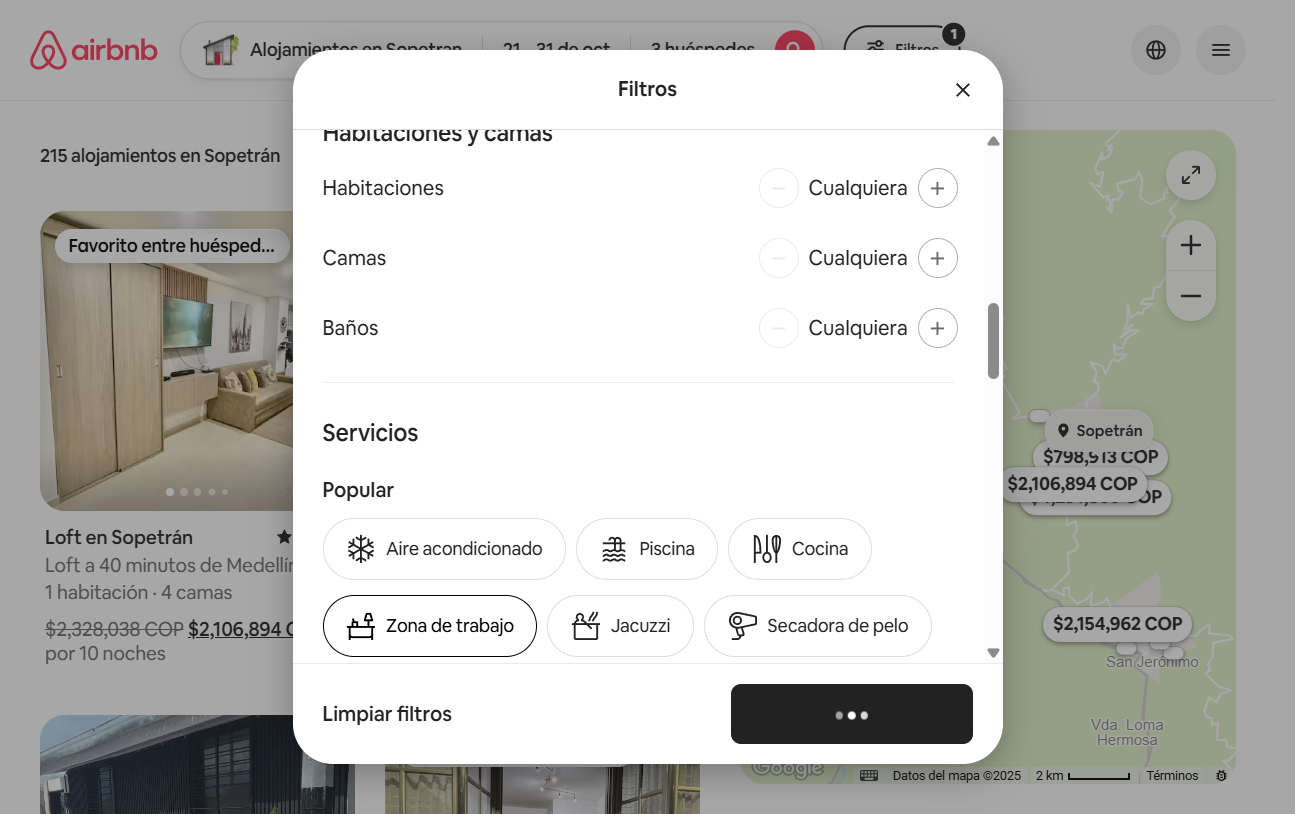 airbnb
Alojamientos en Sopetran
21 – 31 de oct
3 huéspedes
Filtros
1
Filtros
215 alojamientos en Sopetrán
Favorito entre huésped...
Loft en Sopetrán
Loft a 40 minutos de Medellín
1 habitación · 4 camas
$2,328,038 COP $2,106,894 C
por 10 noches
Habitaciones y camas
Habitaciones
Cualquiera
Camas
Cualquiera
Baños
Cualquiera
Servicios
Popular
Aire acondicionado
Piscina
Cocina
Zona de trabajo
Jacuzzi
Secadora de pelo
Limpiar filtros
Sopetrán
$798,913 COP
$2,106,894 COP
OP
$2,154,962 COP
San Jerónimo
Vda. Loma
Hermosa
Google
Datos del mapa ©2025
2 km
Términos